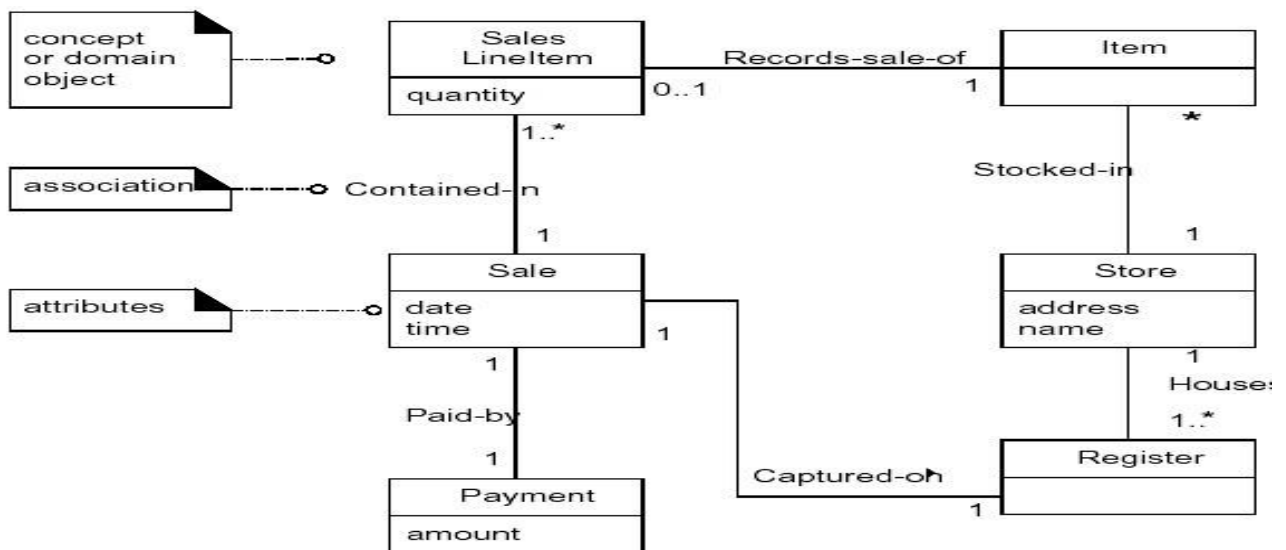 concept
or domain
object
Sales
LineItem
quantity
Records-sale-of
0..1
1
Item
*
1..*
association
Contained-in
Stocked-in
1
1
Sale
date
time
Store
address
name
attributes
1
1
1
Houses
Paid-by
1..*
1
Captured-on
1
Register
Payment
amount